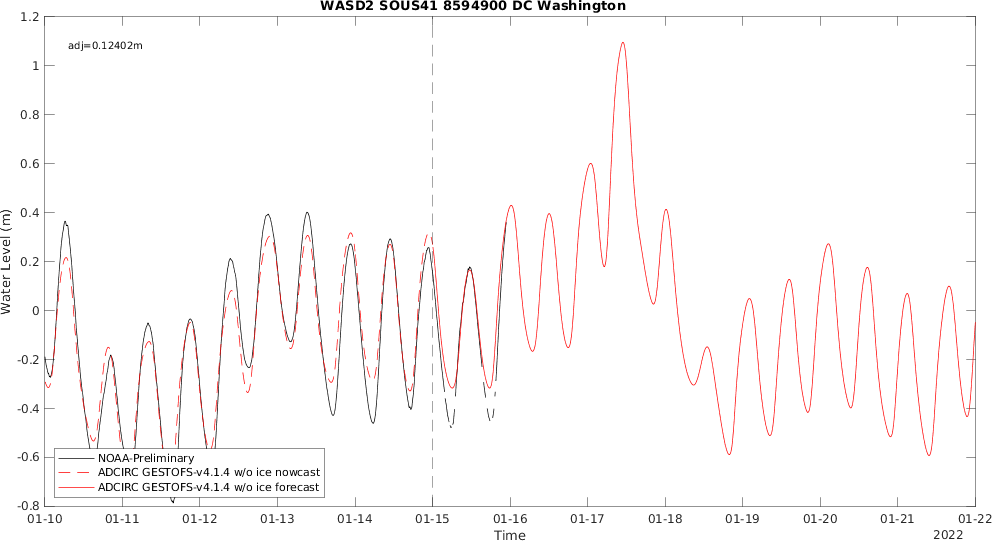 WASD2 SOUS41 8594900 DC Washington
1.2
1
0.8
0.6
0.4
0.2
0
-0.2
-0.4
-0.6
-0.8
Water Level (m)
adj=0.12402m
NOAA-Preliminary
ADCIRC GESTOFS-v4.1.4 w/o ice nowcast
ADCIRC GESTOFS-v4.1.4 w/o ice forecast
01-10 01-11 01-12 01-13 01-14 01-15 01-16 01-17 01-18 01-19 01-20 01-21 01-22
Time
2022